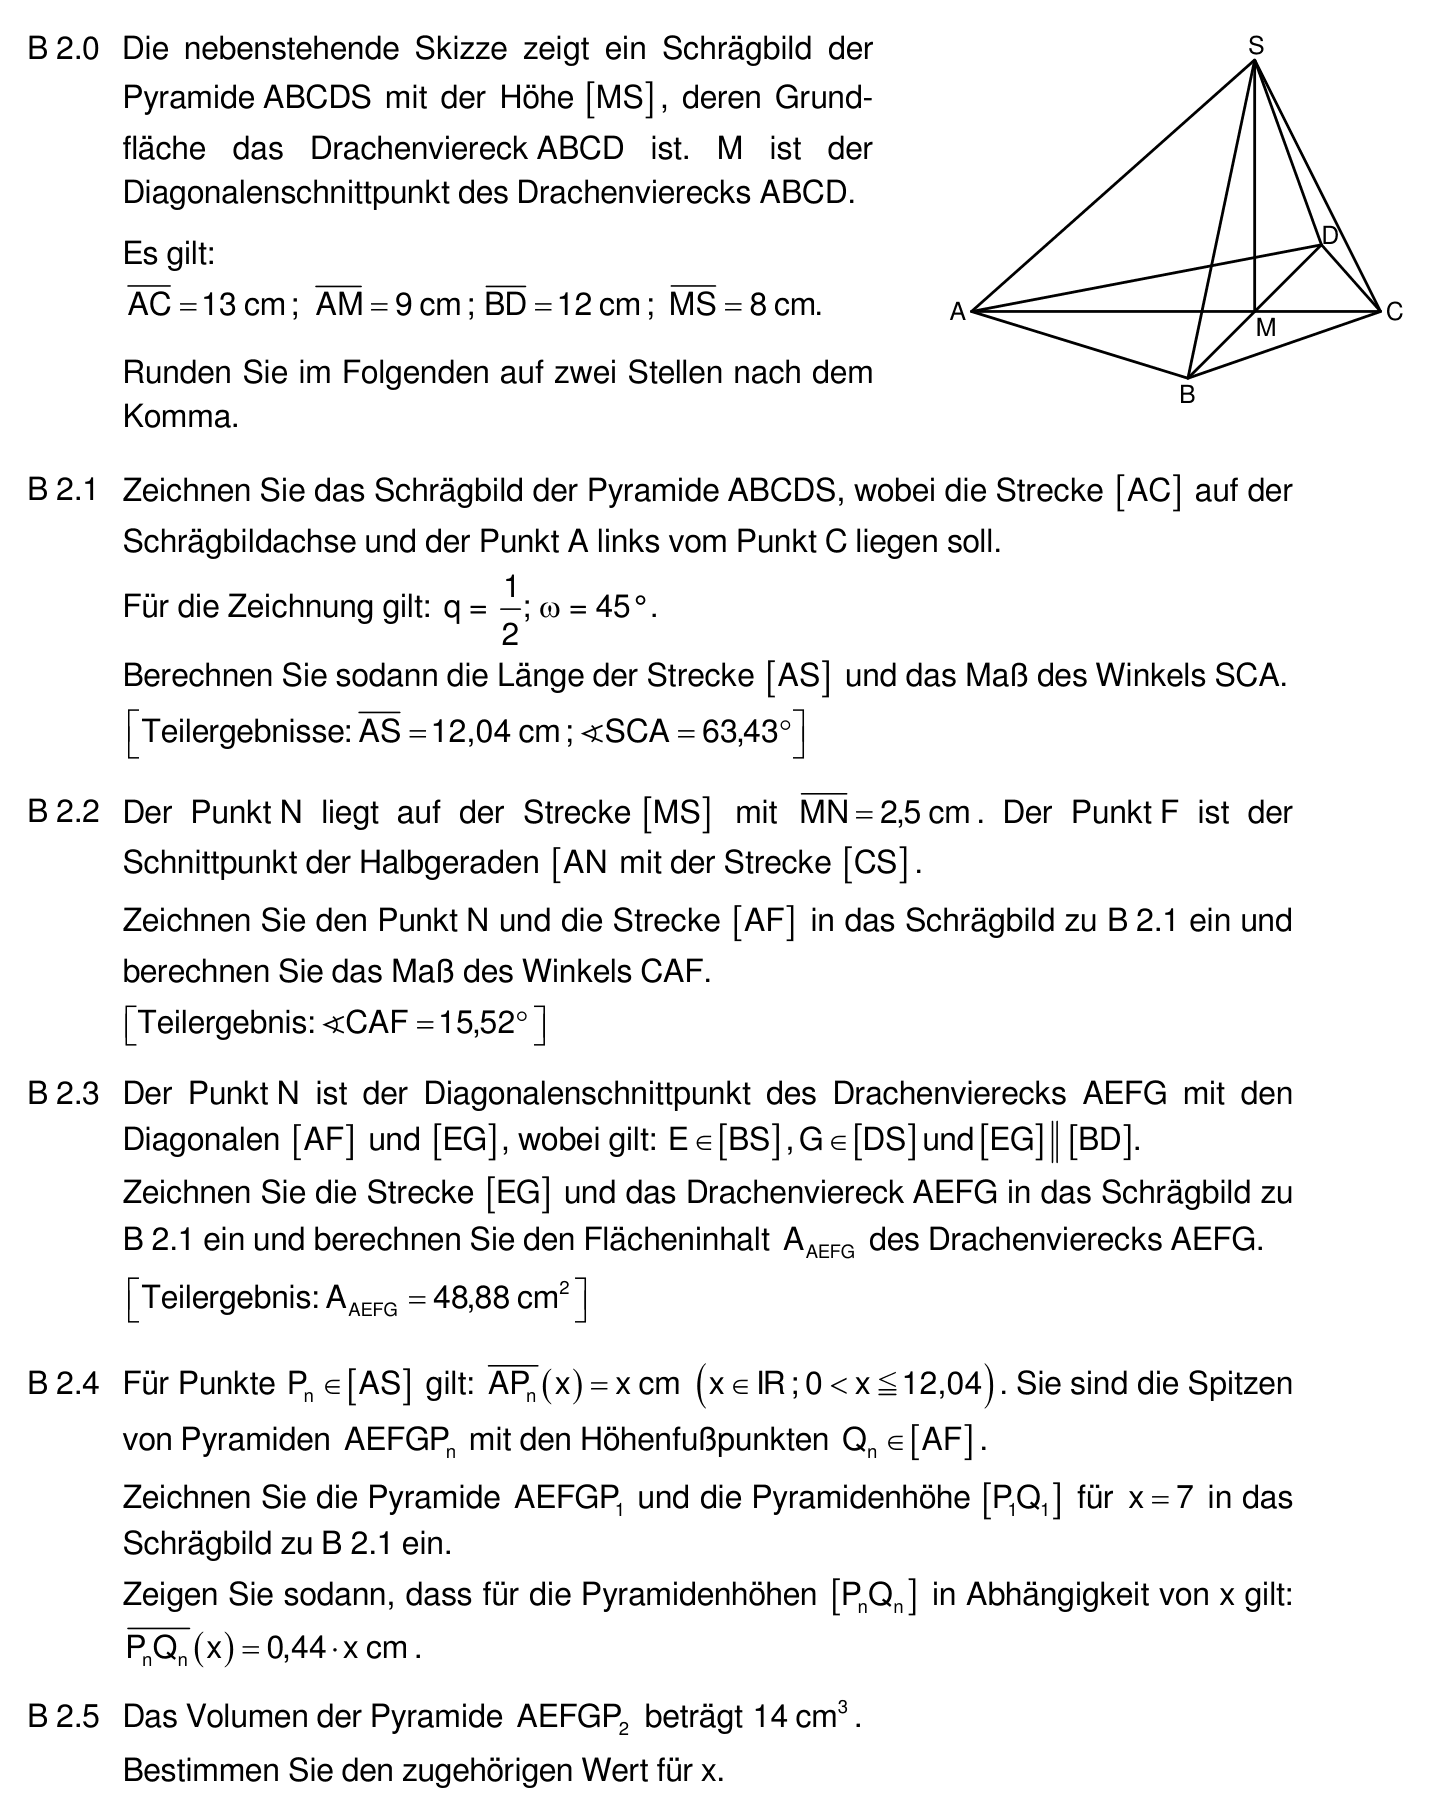 B 2.0 Die nebenstehende Skizze zeigt ein Schrägbild der
Pyramide ABCDS mit der Höhe [MS], deren Grund-
fläche das Drachenviereck ABCD ist. M ist der
Diagonalenschnittpunkt des Drachenvierecks ABCD.
Es gilt:
A̅C̅ = 13 cm; A̅M̅ = 9 cm; B̅D̅ = 12 cm; M̅S̅ = 8 cm.
Runden Sie im Folgenden auf zwei Stellen nach dem
Komma.
S
D
A
M
C
B
B 2.1 Zeichnen Sie das Schrägbild der Pyramide ABCDS, wobei die Strecke [AC] auf der
Schrägbildachse und der Punkt A links vom Punkt C liegen soll.
Für die Zeichnung gilt: q = 1/2; ω = 45°.
Berechnen Sie sodann die Länge der Strecke [AS] und das Maß des Winkels SCA.
[Teilergebnisse: A̅S̅ = 12,04 cm; ∢SCA = 63,43°]
B 2.2 Der Punkt N liegt auf der Strecke [MS] mit M̅N̅ = 2,5 cm. Der Punkt F ist der
Schnittpunkt der Halbgeraden [AN mit der Strecke [CS].
Zeichnen Sie den Punkt N und die Strecke [AF] in das Schrägbild zu B 2.1 ein und
berechnen Sie das Maß des Winkels CAF.
[Teilergebnis: ∢CAF = 15,52°]
B 2.3 Der Punkt N ist der Diagonalenschnittpunkt des Drachenvierecks AEFG mit den
Diagonalen [AF] und [EG], wobei gilt: E ∈ [BS], G ∈ [DS] und [EG] ∥ [BD].
Zeichnen Sie die Strecke [EG] und das Drachenviereck AEFG in das Schrägbild zu
B 2.1 ein und berechnen Sie den Flächeninhalt A_AEFG des Drachenvierecks AEFG.
[Teilergebnis: A_AEFG = 48,88 cm²]
B 2.4 Für Punkte Pₙ ∈ [AS] gilt: A̅P̅ₙ(x) = x cm (x ∈ IR; 0 < x ≦ 12,04). Sie sind die Spitzen
von Pyramiden AEFGPₙ mit den Höhenfußpunkten Qₙ ∈ [AF].
Zeichnen Sie die Pyramide AEFGP₁ und die Pyramidenhöhe [P₁Q₁] für x = 7 in das
Schrägbild zu B 2.1 ein.
Zeigen Sie sodann, dass für die Pyramidenhöhen [PₙQₙ] in Abhängigkeit von x gilt:
P̅ₙQ̅ₙ(x) = 0,44 · x cm.
B 2.5 Das Volumen der Pyramide AEFGP₂ beträgt 14 cm³.
Bestimmen Sie den zugehörigen Wert für x.